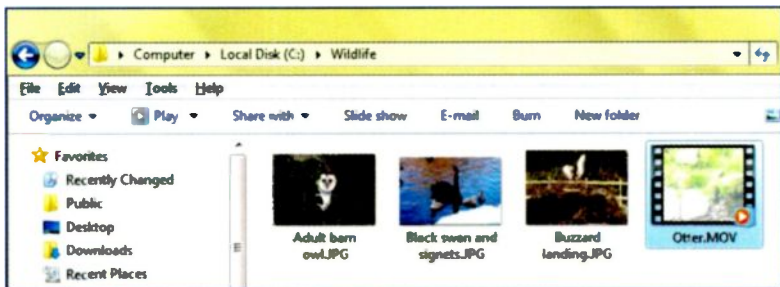 Computer ▸ Local Disk (C:) ▸ Wildlife
File Edit View Tools Help
Organize Play Share with Slide show E-mail Burn New folder
Favorites
Recently Changed
Public
Desktop
Downloads
Recent Places
Adult barn
owl.JPG
Black swan and
signets.JPG
Buzzard
landing.JPG
Otter.MOV